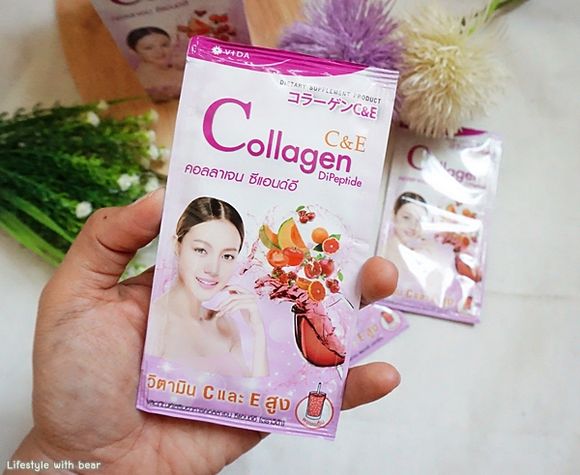 VIDA
DIETARY SUPPLEMENT PRODUCT
コラーゲンC&E
C&E
Collagen
DiPeptide
คอลลาเจน ซีแอนด์อี
วิตามิน C และ E สูง
Collagen
Lifestyle with bear